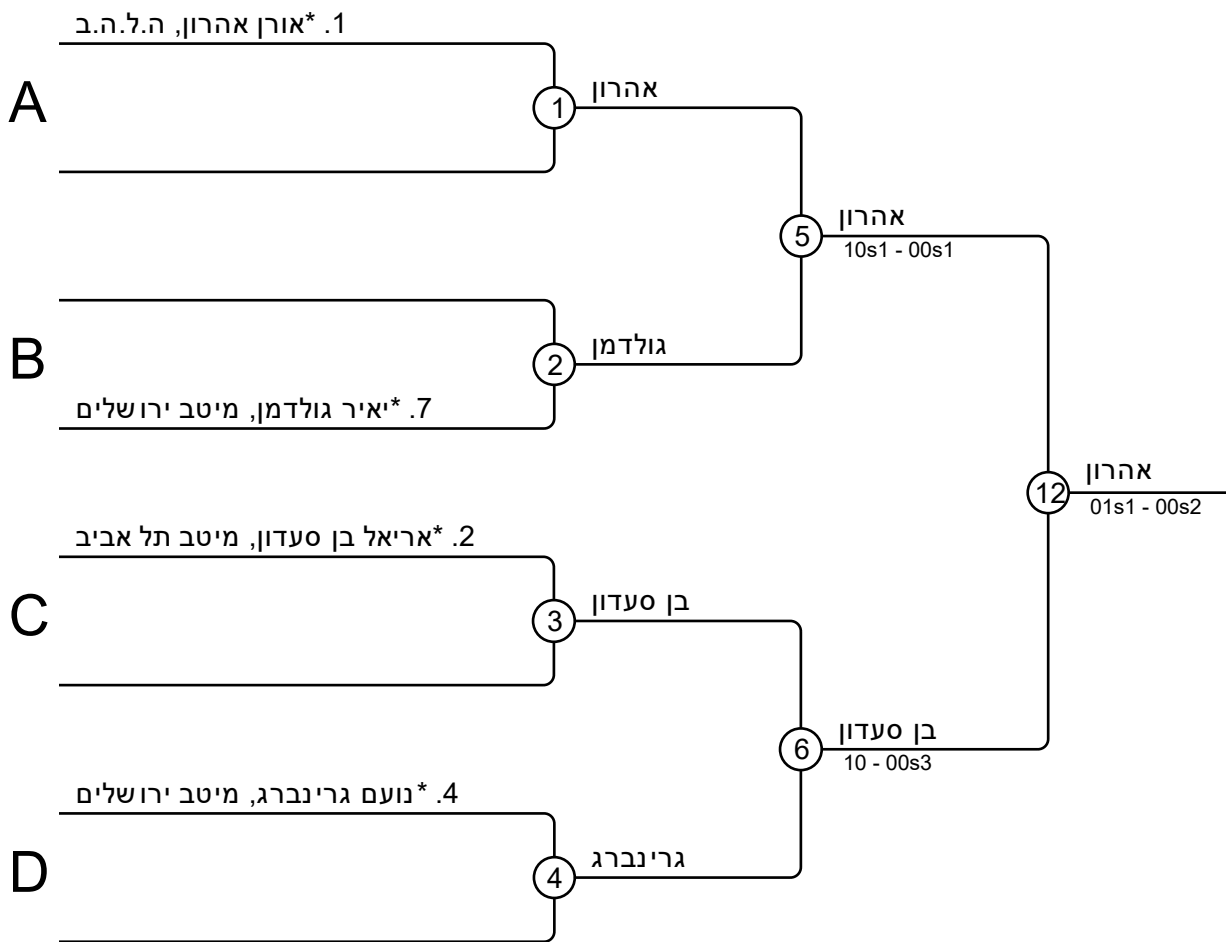 1. *אורן אהרון, ה.ל.ה.ב
A
1
אהרון
5
אהרון
10s1 - 00s1
B
2
גולדמן
7. *יאיר גולדמן, מיטב ירושלים
12
אהרון
01s1 - 00s2
2. *אריאל בן סעדון, מיטב תל אביב
C
3
בן סעדון
6
בן סעדון
10 - 00s3
4. *נועם גרינברג, מיטב ירושלים
D
4
גרינברג